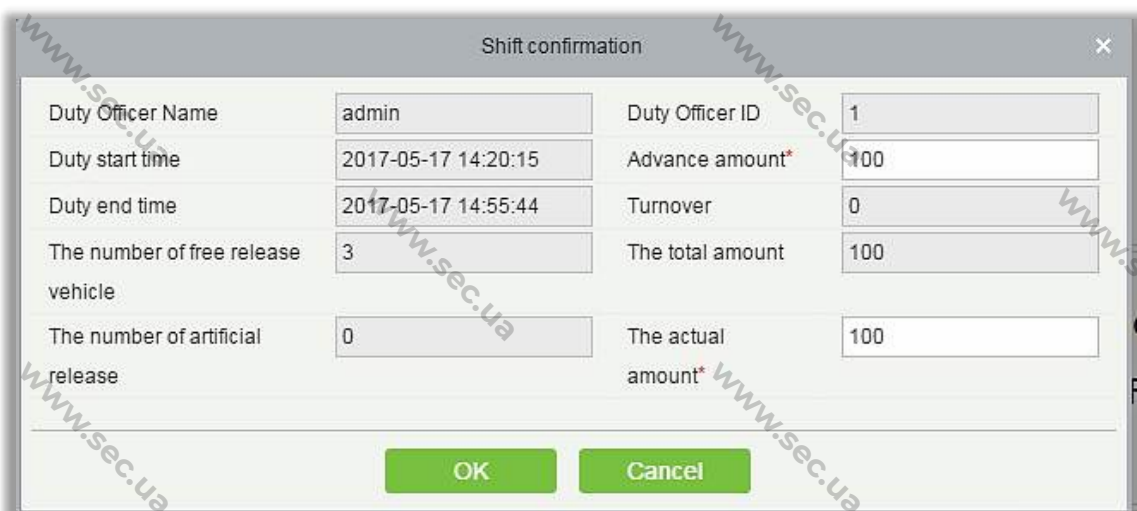 Shift confirmation ×
Duty Officer Name admin Duty Officer ID 1
Duty start time 2017-05-17 14:20:15 Advance amount* 100
Duty end time 2017-05-17 14:55:44 Turnover 0
The number of free release 3 The total amount 100
vehicle
The number of artificial 0 The actual 100
release amount*
OK Cancel
www.sec.ua
www.sec.ua
www.sec.ua
www.sec.ua
www.sec.ua